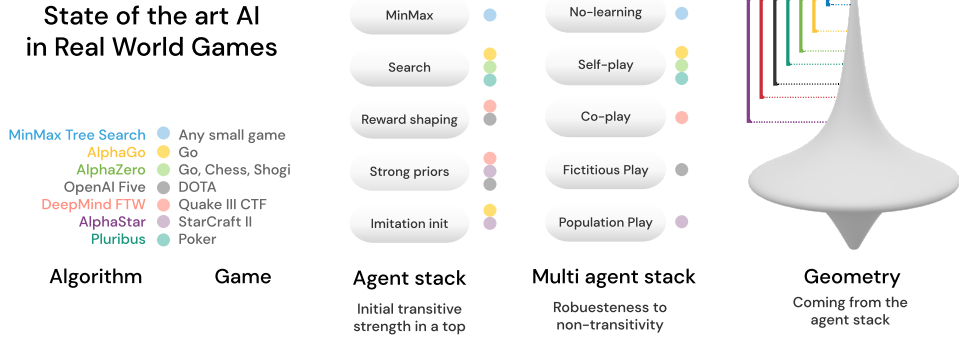 State of the art AI
in Real World Games
MinMax Tree Search Any small game
AlphaGo Go
AlphaZero Go, Chess, Shogi
OpenAI Five DOTA
DeepMind FTW Quake III CTF
AlphaStar StarCraft II
Pluribus Poker
Algorithm Game
MinMax
Search
Reward shaping
Strong priors
Imitation init
Agent stack
Initial transitive
strength in a top
No-learning
Self-play
Co-play
Fictitious Play
Population Play
Multi agent stack
Robuesteness to
non-transitivity
Geometry
Coming from the
agent stack